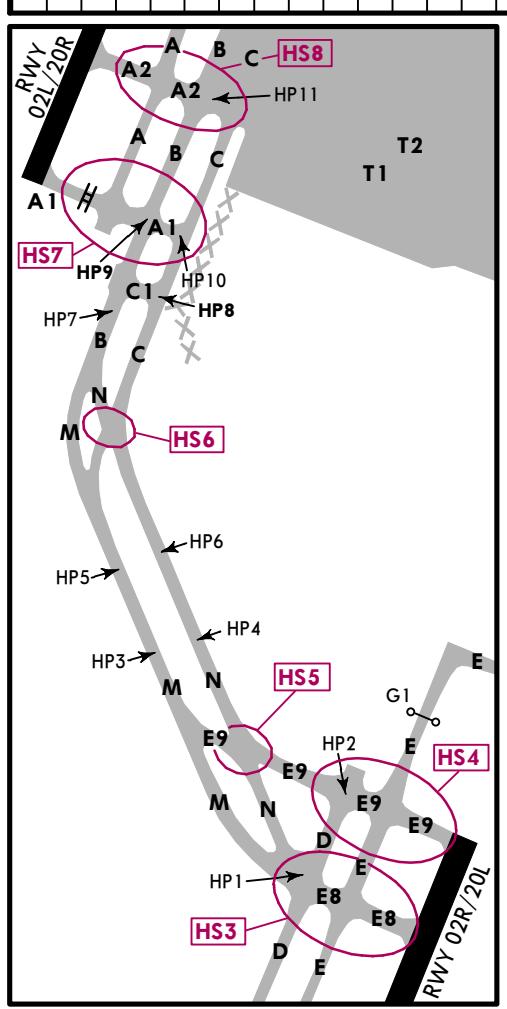 RWY
02L/20R
A
B
C
HS8
A2
A2
HP11
T2
A
B
C
T1
A1
A1
HS7
HP9
HP10
C1
HP8
HP7
B
C
N
M
HS6
HP6
HP5
HP4
HP3
M
N
HS5
E
G1
E9
HP2
E
HS4
E9
M
N
E9
E9
D
E
HP1
E8
E8
HS3
D
E
RWY 02R/20L